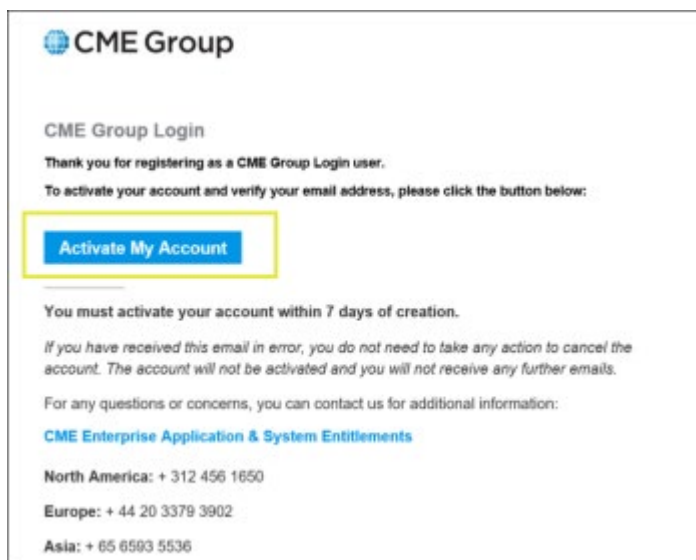 CME Group
CME Group Login
Thank you for registering as a CME Group Login user.
To activate your account and verify your email address, please click the button below:
Activate My Account
You must activate your account within 7 days of creation.
If you have received this email in error, you do not need to take any action to cancel the
account. The account will not be activated and you will not receive any further emails.
For any questions or concerns, you can contact us for additional information:
CME Enterprise Application & System Entitlements
North America: + 312 456 1650
Europe: + 44 20 3379 3902
Asia: + 65 6593 5536